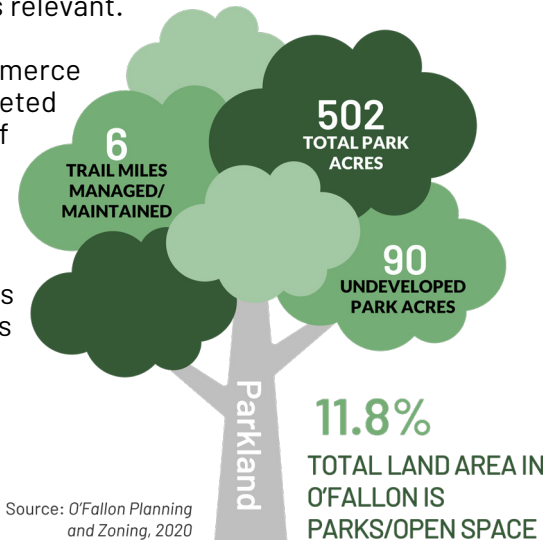 s relevant.
merce
eted
f
s
s
6
TRAIL MILES
MANAGED/
MAINTAINED
502
TOTAL PARK
ACRES
90
UNDEVELOPED
PARK ACRES
Parkland
11.8%
TOTAL LAND AREA IN
O'FALLON IS
PARKS/OPEN SPACE
Source: O'Fallon Planning
and Zoning, 2020